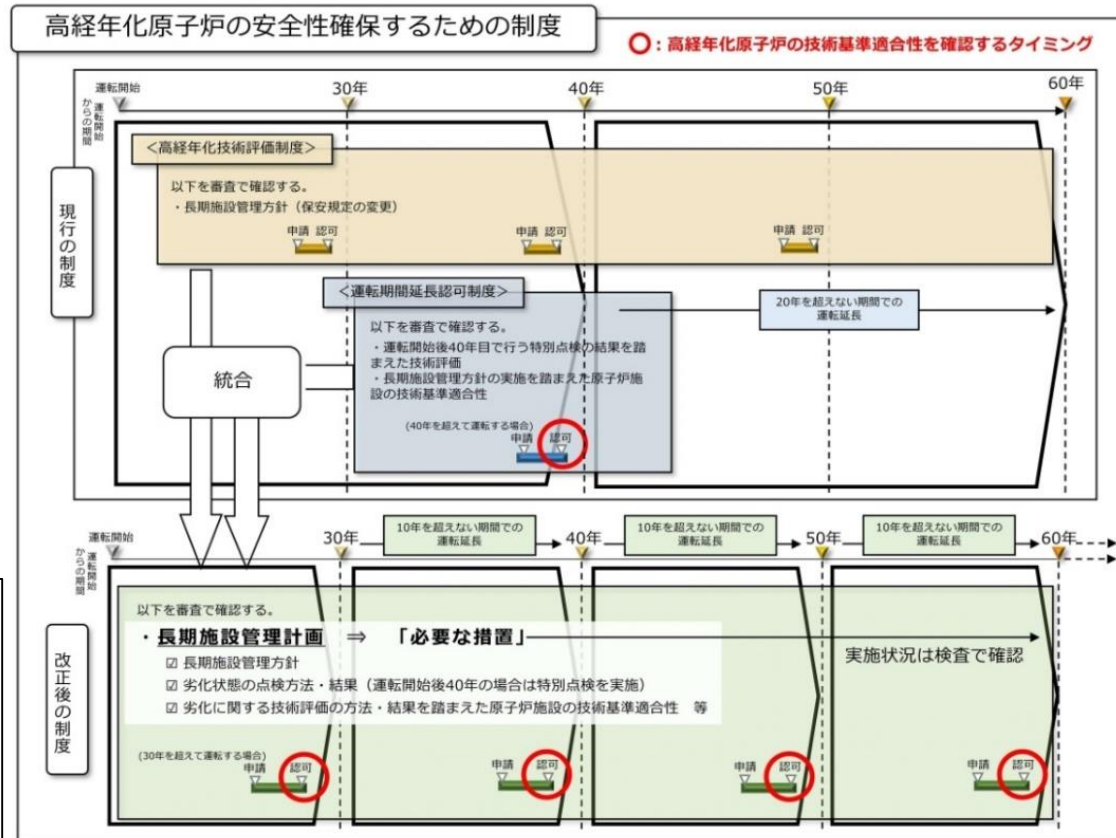 高経年化原子炉の安全性確保するための制度
○：高経年化原子炉の技術基準適合性を確認するタイミング
運転開始
運転開始
からの期間
30年
40年
50年
60年
現行の制度
＜高経年化技術評価制度＞
以下を審査で確認する。
・長期施設管理方針（保安規定の変更）
申請 認可
申請 認可
申請 認可
＜運転期間延長認可制度＞
以下を審査で確認する。
・運転開始後40年目で行う特別点検の結果を踏
まえた技術評価
・長期施設管理方針の実施を踏まえた原子炉施
設の技術基準適合性
(40年を超えて運転する場合)
申請 認可
20年を超えない期間での
運転延長
統合
運転開始
運転開始
からの期間
30年
10年を超えない期間での
運転延長
40年
10年を超えない期間での
運転延長
50年
10年を超えない期間での
運転延長
60年
改正後の制度
以下を審査で確認する。
・長期施設管理計画 ⇒ 「必要な措置」
実施状況は検査で確認
☑ 長期施設管理方針
☑ 劣化状態の点検方法・結果（運転開始後40年の場合は特別点検を実施）
☑ 劣化に関する技術評価の方法・結果を踏まえた原子炉施設の技術基準適合性 等
(30年を超えて運転する場合)
申請 認可
申請 認可
申請 認可
申請 認可